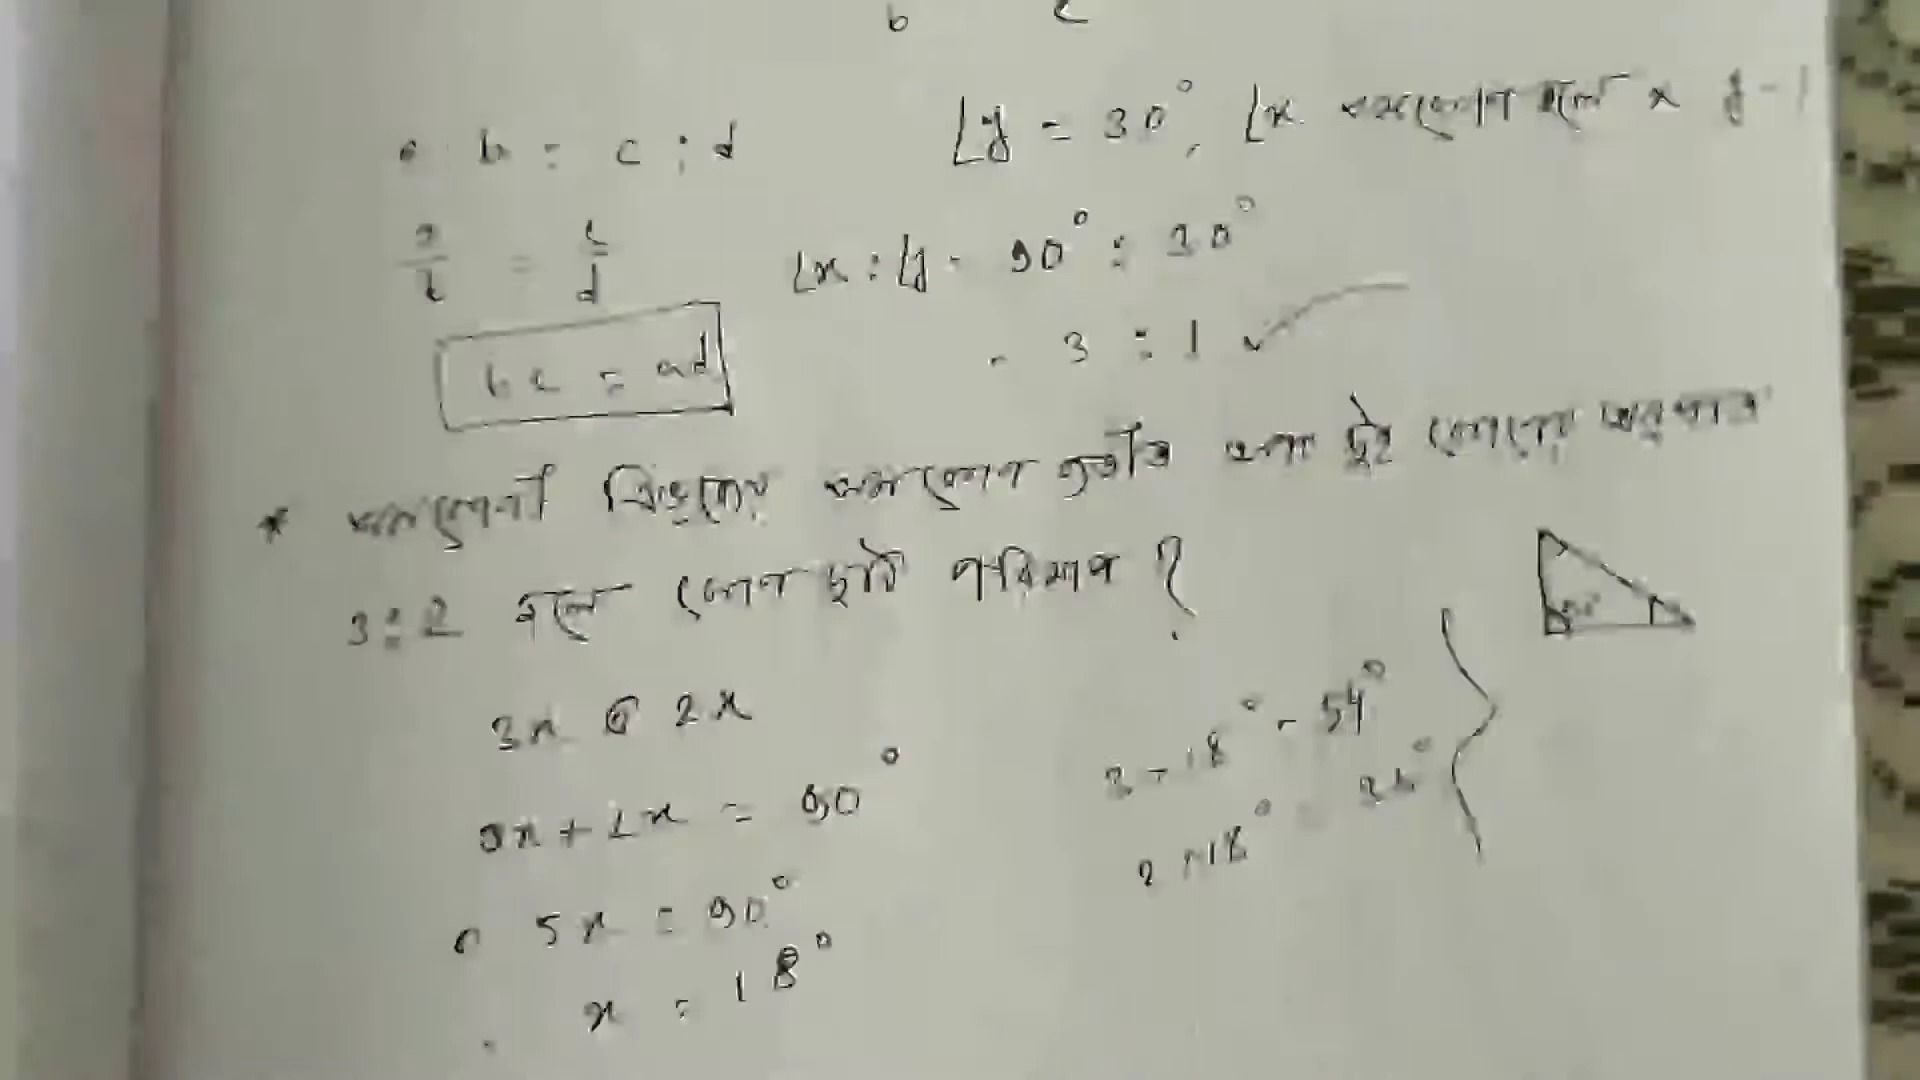 b c
b = c : d
∠y = 30°, ∠x সমকোণ হলে x
a/b = c/d
∠x : ∠y = 90° : 30°
bc = ad
= 3 : 1 ✓
* সমকোণী ত্রিভুজের সমকোণ ব্যতীত অন্য দুই কোণের অনুপাত
3 : 2 হলে কোণ দুটি পরিমাপ ?
3x ও 2x
3x + 2x = 90°
5x = 90°
x = 18°
3 × 18° = 54°
2 × 18° = 36°